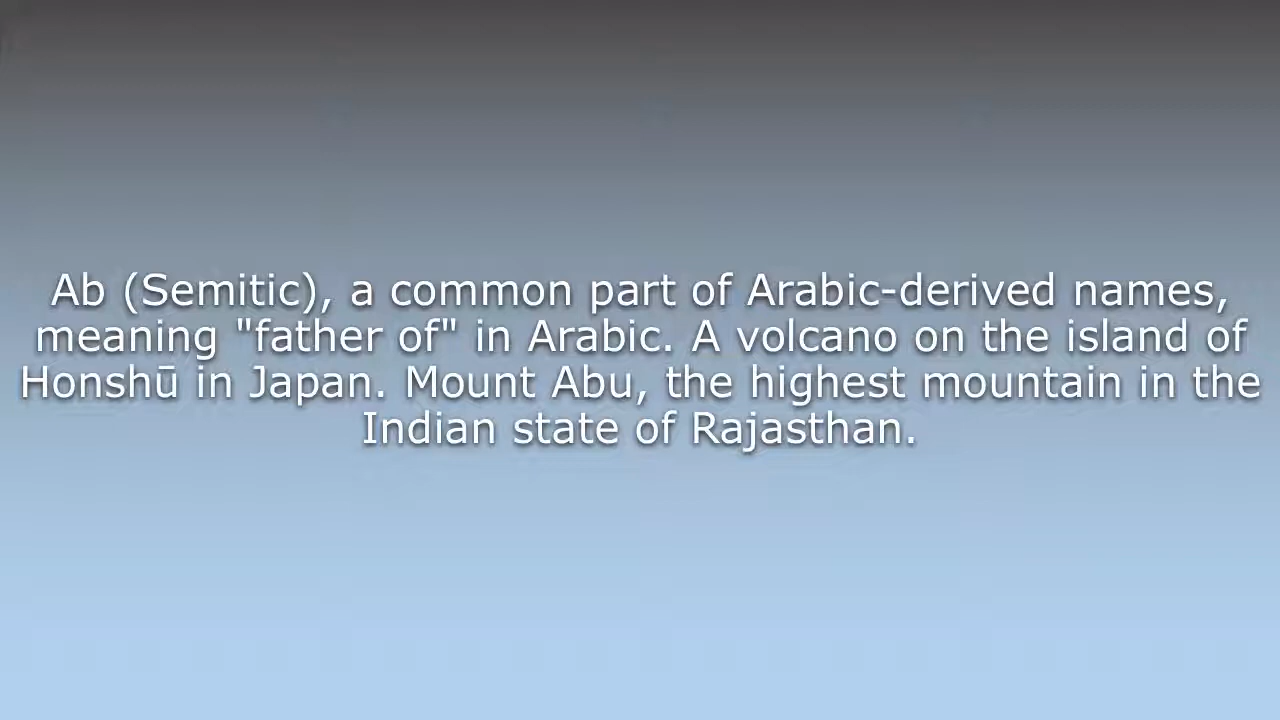 Ab (Semitic), a common part of Arabic-derived names,
meaning "father of" in Arabic. A volcano on the island of
Honshū in Japan. Mount Abu, the highest mountain in the
Indian state of Rajasthan.